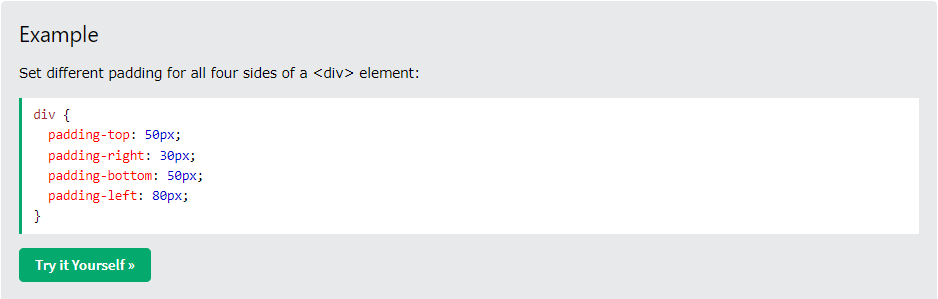 Example
Set different padding for all four sides of a <div> element:
div {
  padding-top: 50px;
  padding-right: 30px;
  padding-bottom: 50px;
  padding-left: 80px;
}
Try it Yourself »